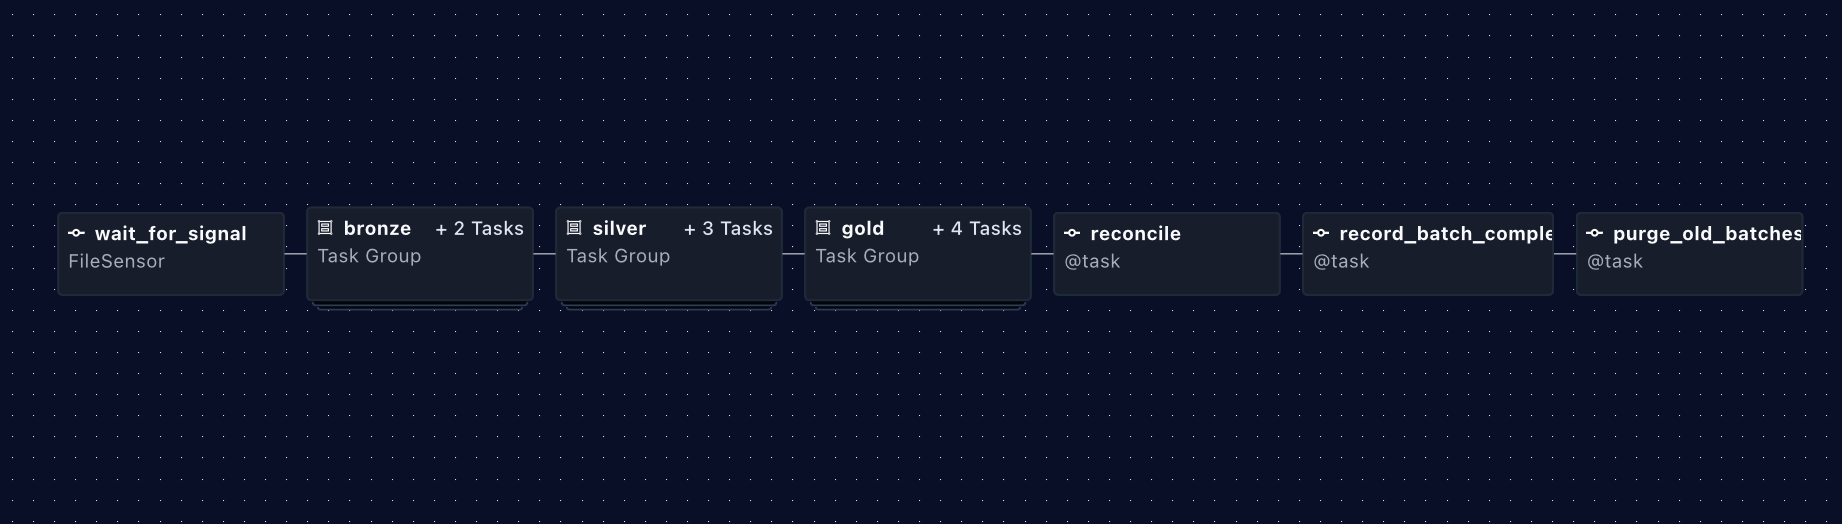 wait_for_signal
FileSensor
bronze + 2 Tasks
Task Group
silver + 3 Tasks
Task Group
gold + 4 Tasks
Task Group
reconcile
@task
record_batch_comple
@task
purge_old_batches
@task